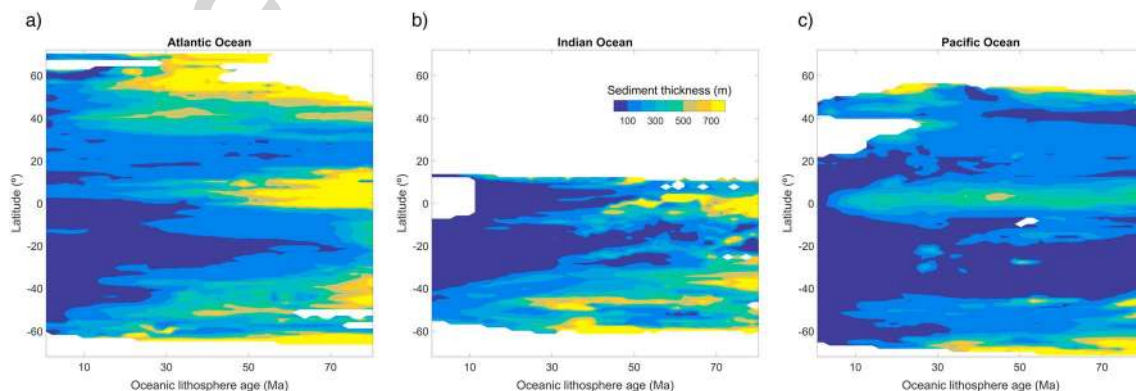 a)
Atlantic Ocean
60
40
20
0
-20
-40
-60
Latitude (º)
10
30
50
70
Oceanic lithosphere age (Ma)
b)
Indian Ocean
Sediment thickness (m)
100 300 500 700
60
40
20
0
-20
-40
-60
Latitude (º)
10
30
50
70
Oceanic lithosphere age (Ma)
c)
Pacific Ocean
60
40
20
0
-20
-40
-60
Latitude (º)
10
30
50
70
Oceanic lithosphere age (Ma)